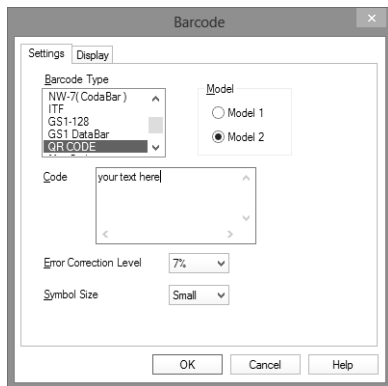 Barcode
Settings
Display
Barcode Type
NW-7(CodaBar)
ITF
GS1-128
GS1 DataBar
QR CODE
Model
Model 1
Model 2
Code
your text here
Error Correction Level
7%
Symbol Size
Small
OK
Cancel
Help